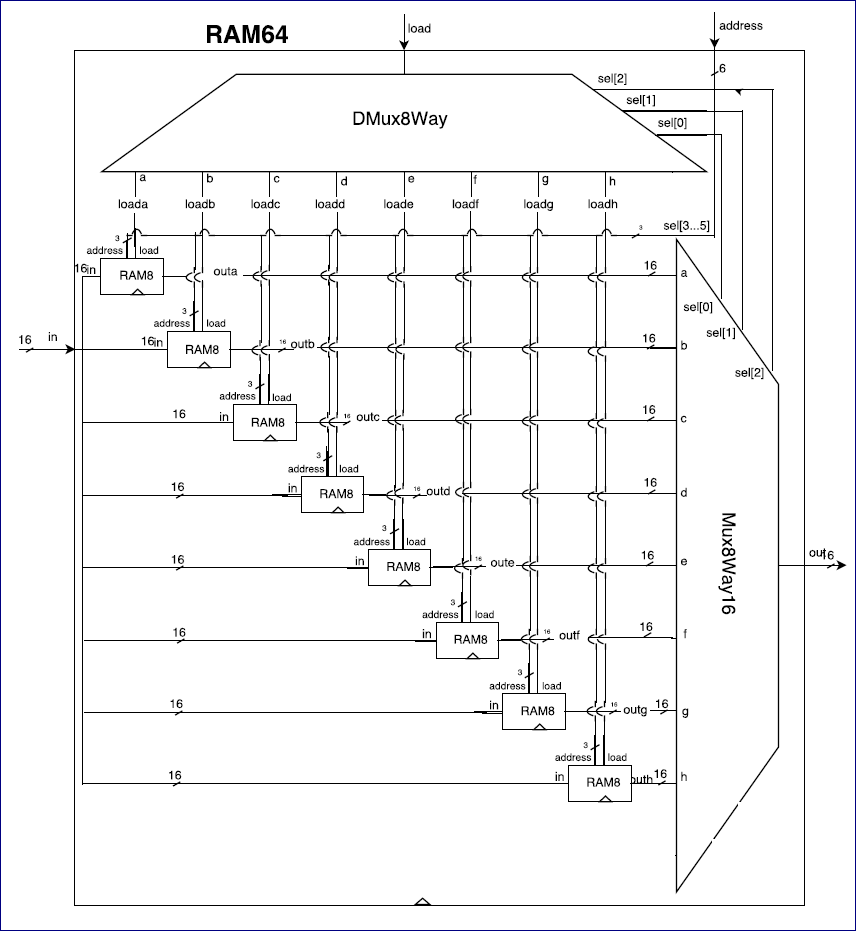 RAM64
load
address
6
sel[2]
sel[1]
sel[0]
DMux8Way
a b c d e f g h
loada loadb loadc loadd loade loadf loadg loadh
3 sel[3...5]
3
address load
16 in RAM8 outa 16 a
sel[0]
3
address load
sel[1]
16 in 16 in RAM8 16 outb 16 b
sel[2]
3
address load
16 in RAM8 16 outc 16 c
3
address load
16 in RAM8 16 outd 16 d
Mux8Way16
3
address load
16 in RAM8 16 oute 16 e
out 16
3
address load
16 in RAM8 16 outf 16 f
3
address load
16 in RAM8 16 outg 16 g
3
address load
16 in RAM8 outh 16 h